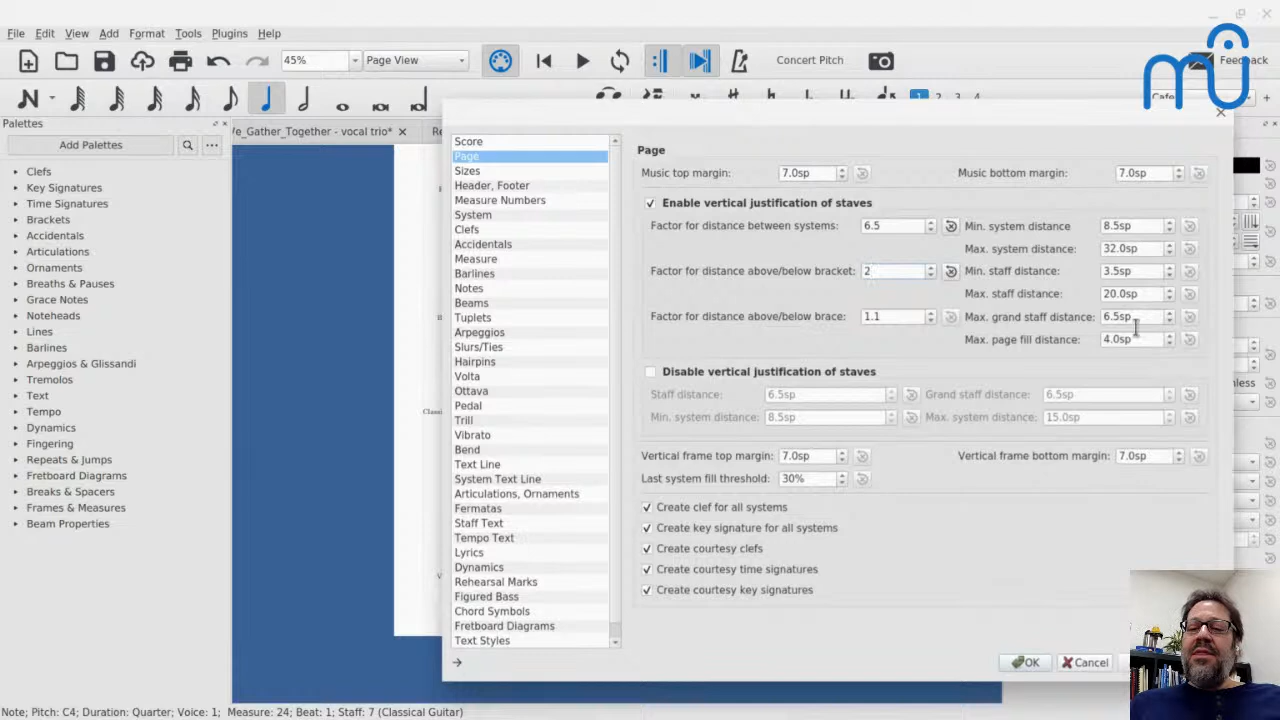 File Edit View Add Format Tools Plugins Help
45% Page View Concert Pitch Feedback
1 2 3 4
Palettes
Add Palettes
Clefs
Key Signatures
Time Signatures
Brackets
Accidentals
Articulations
Ornaments
Breaths & Pauses
Grace Notes
Noteheads
Lines
Barlines
Arpeggios & Glissandi
Tremolos
Text
Tempo
Dynamics
Fingering
Repeats & Jumps
Fretboard Diagrams
Breaks & Spacers
Frames & Measures
Beam Properties
/e_Gather_Together - vocal trio*
Score
Page
Sizes
Header, Footer
Measure Numbers
System
Clefs
Accidentals
Measure
Barlines
Notes
Beams
Tuplets
Arpeggios
Slurs/Ties
Hairpins
Volta
Ottava
Pedal
Trill
Vibrato
Bend
Text Line
System Text Line
Articulations, Ornaments
Fermatas
Staff Text
Tempo Text
Lyrics
Dynamics
Rehearsal Marks
Figured Bass
Chord Symbols
Fretboard Diagrams
Text Styles
Page
Music top margin: 7.0sp Music bottom margin: 7.0sp
Enable vertical justification of staves
Factor for distance between systems: 6.5 Min. system distance 8.5sp
Max. system distance: 32.0sp
Factor for distance above/below bracket: 2 Min. staff distance: 3.5sp
Max. staff distance: 20.0sp
Factor for distance above/below brace: 1.1 Max. grand staff distance: 6.5sp
Max. page fill distance: 4.0sp
Disable vertical justification of staves
Staff distance: 6.5sp Grand staff distance: 6.5sp
Min. system distance: 8.5sp Max. system distance: 15.0sp
Vertical frame top margin: 7.0sp Vertical frame bottom margin: 7.0sp
Last system fill threshold: 30%
Create clef for all systems
Create key signature for all systems
Create courtesy clefs
Create courtesy time signatures
Create courtesy key signatures
OK Cancel
Note; Pitch: C4; Duration: Quarter; Voice: 1; Measure: 24; Beat: 1; Staff: 7 (Classical Guitar)